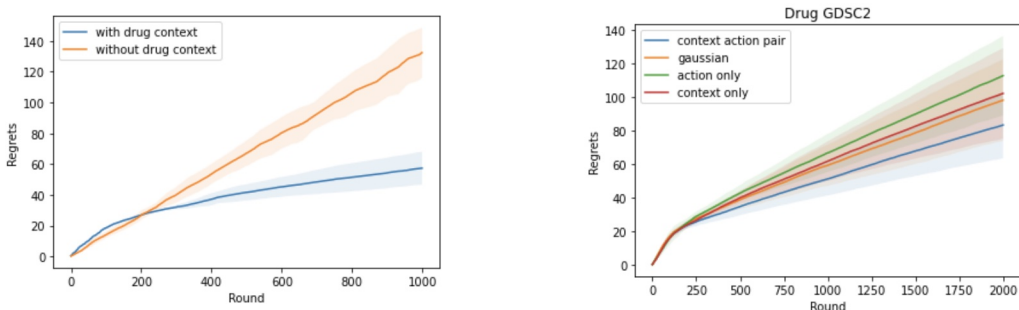 with drug context
without drug context
140
120
100
80
60
40
20
0
Regrets
0 200 400 600 800 1000
Round
Drug GDSC2
context action pair
gaussian
action only
context only
140
120
100
80
60
40
20
0
Regrets
0 250 500 750 1000 1250 1500 1750 2000
Round